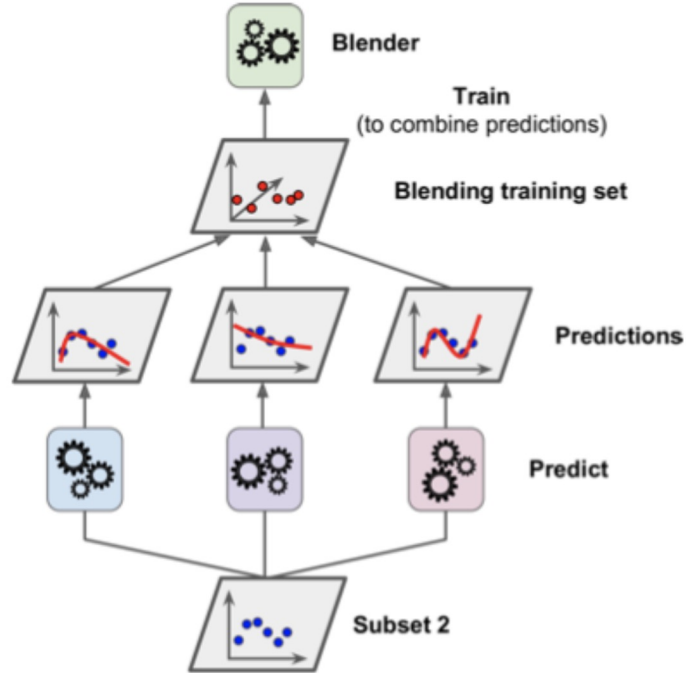 Blender
Train
(to combine predictions)
Blending training set
Predictions
Predict
Subset 2